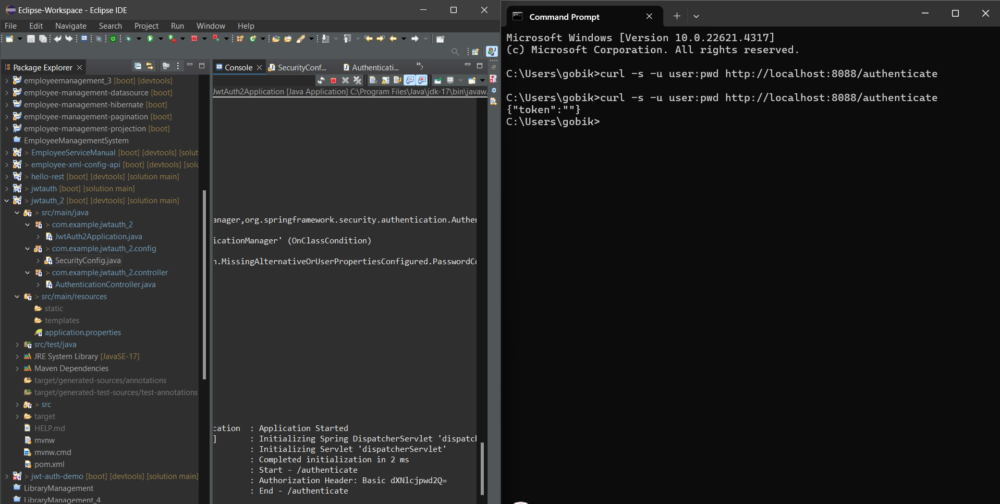 Eclipse-Workspace - Eclipse IDE
File Edit Navigate Search Project Run Window Help
Package Explorer
employeemanagement_3 [boot] [devtools]
employee-management-datasource [boot]
employee-management-hibernate [boot]
employee-management-pagination [boot]
employee-management-projection [boot]
EmployeeManagementSystem
> EmployeeServiceManual [boot] [devtools] [solut
> employee-xml-config-api [boot] [devtools] [solu
> hello-rest [boot] [devtools] [solution main]
> jwtauth [boot] [solution main]
> jwtauth_2 [boot] [devtools] [solution main]
> src/main/java
> com.example.jwtauth_2
JwtAuth2Application.java
> com.example.jwtauth_2.config
SecurityConfig.java
> com.example.jwtauth_2.controller
AuthenticationController.java
> src/main/resources
static
templates
application.properties
src/test/java
JRE System Library [JavaSE-17]
Maven Dependencies
target/generated-sources/annotations
target/generated-test-sources/test-annotations
> src
target
HELP.md
mvnw
mvnw.cmd
pom.xml
> jwt-auth-demo [boot] [devtools] [solution main]
LibraryManagement
LibraryManagement_4
Console SecurityConf... Authenticati... »2
JwtAuth2Application [Java Application] C:\Program Files\Java\jdk-17\bin\javaw.
anager,org.springframework.security.authentication.Auther
icationManager' (OnClassCondition)
n.MissingAlternativeOrUserPropertiesConfigured.PasswordCo
cation : Application Started
] : Initializing Spring DispatcherServlet 'dispatch
: Initializing Servlet 'dispatcherServlet'
: Completed initialization in 2 ms
: Start - /authenticate
: Authorization Header: Basic dXNlcjpwd2Q=
: End - /authenticate
Command Prompt
Microsoft Windows [Version 10.0.22621.4317]
(c) Microsoft Corporation. All rights reserved.
C:\Users\gobik>curl -s -u user:pwd http://localhost:8088/authenticate
C:\Users\gobik>curl -s -u user:pwd http://localhost:8088/authenticate
{"token":""}
C:\Users\gobik>